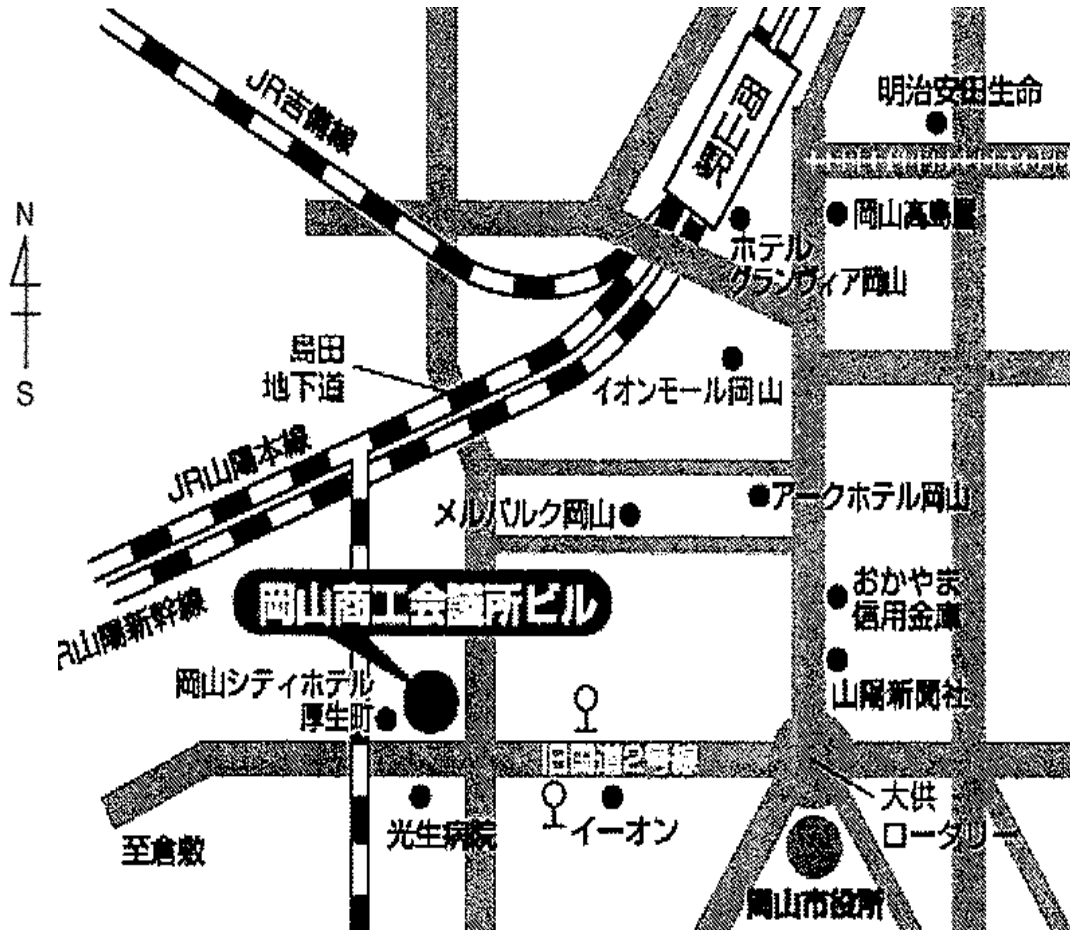 JR吉備線
岡山駅
明治安田生命
N
岡山高島屋
ホテル
グランヴィア岡山
S
島田
地下道
イオンモール岡山
JR山陽本線
メルパルク岡山
アークホテル岡山
R山陽新幹線
岡山商工会議所ビル
おかやま
信用金庫
岡山シティホテル
厚生町
山陽新聞社
旧国道2号線
大供
ロータリー
光生病院
イーオン
至倉敷
岡山市役所